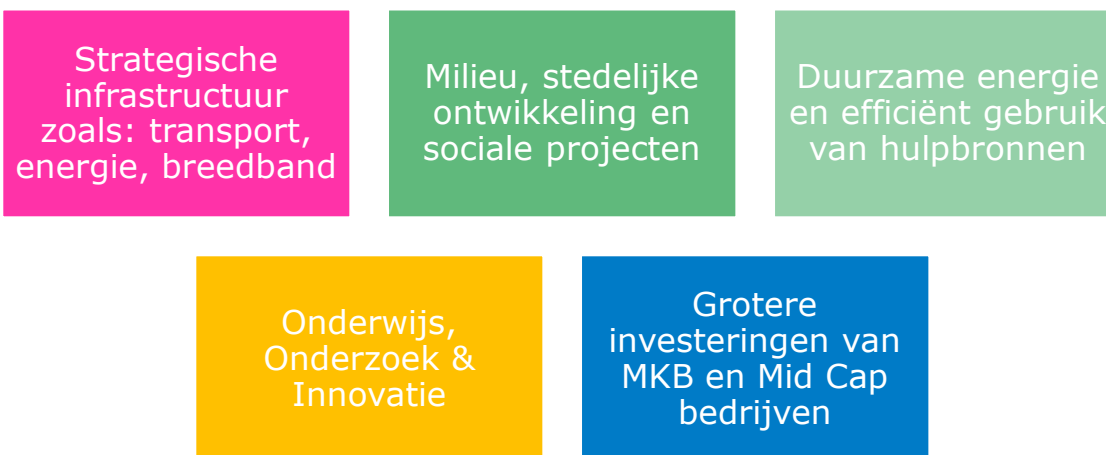 Strategische
infrastructuur
zoals: transport,
energie, breedband
Milieu, stedelijke
ontwikkeling en
sociale projecten
Duurzame energie
en efficiënt gebruik
van hulpbronnen
Onderwijs,
Onderzoek &
Innovatie
Grotere
investeringen van
MKB en Mid Cap
bedrijven